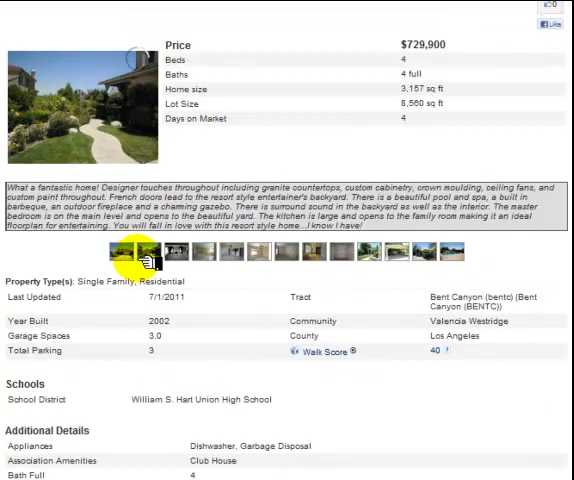 0
Like
Price $729,900
Beds 4
Baths 4 full
Home size 3,157 sq ft
Lot Size 8,560 sq ft
Days on Market 4
What a fantastic home! Designer touches throughout including granite countertops, custom cabinetry, crown moulding, ceiling fans, and
custom paint throughout. French doors lead to the resort style entertainer's backyard. There is a beautiful pool and spa, a built in
barbeque, an outdoor fireplace and a charming gazebo. There is surround sound in the backyard as well as the interior. The master
bedroom is on the main level and opens to the beautiful yard. The kitchen is large and opens to the family room making it an ideal
floorplan for entertaining. You will fall in love with this resort style home...I know I have!
Property Type(s): Single Family, Residential
Last Updated 7/1/2011 Tract Bent Canyon (bentc) (Bent
Canyon (BENTC))
Year Built 2002 Community Valencia Westridge
Garage Spaces 3.0 County Los Angeles
Total Parking 3 Walk Score ® 40 ?
Schools
School District William S. Hart Union High School
Additional Details
Appliances Dishwasher, Garbage Disposal
Association Amenities Club House
Bath Full 4